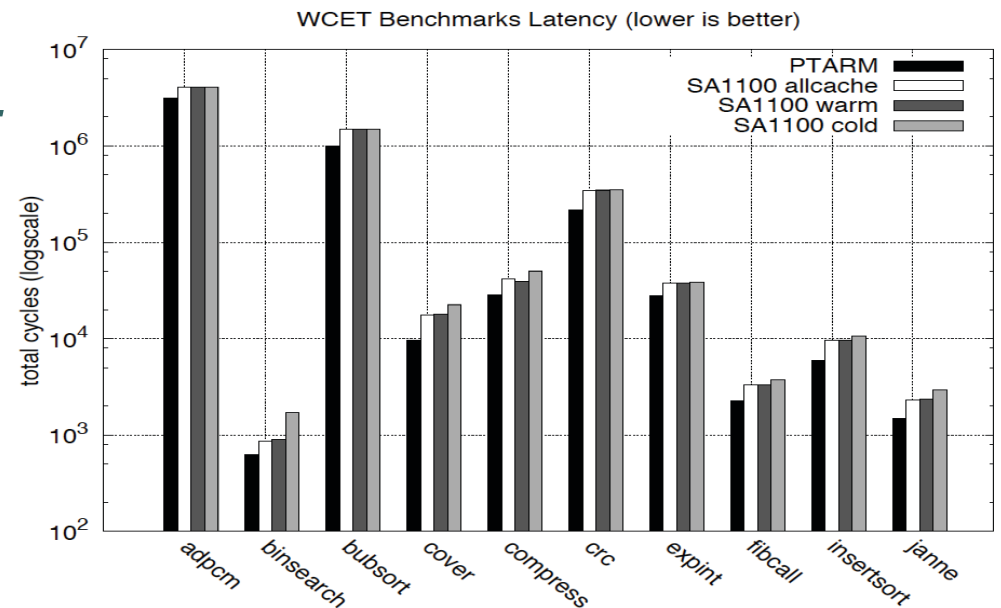 WCET Benchmarks Latency (lower is better)
PTARM
SA1100 allcache
SA1100 warm
SA1100 cold
total cycles (logscale)
10^7
10^6
10^5
10^4
10^3
10^2
adpcm
binsearch
bubsort
cover
compress
crc
expint
fibcall
insertsort
janne